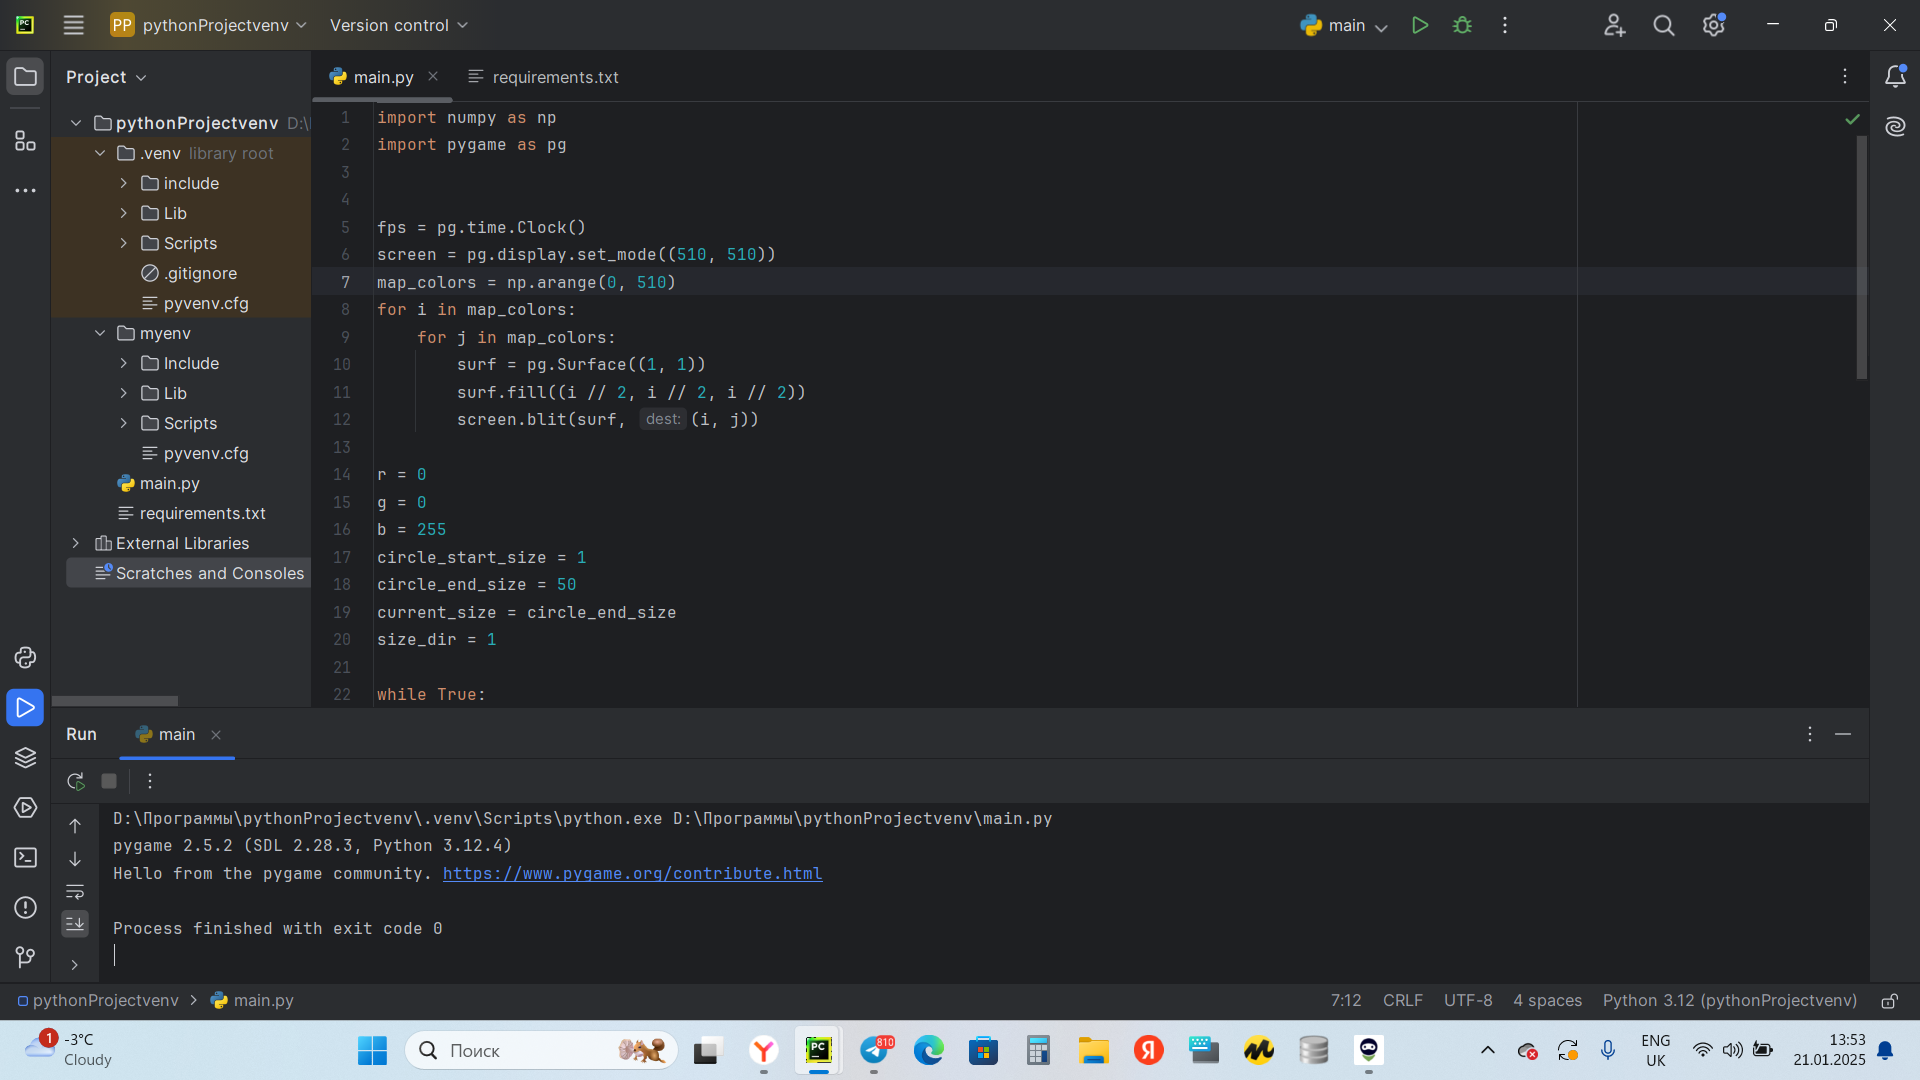 PC
PP pythonProjectvenv
Version control
main
Project
main.py
requirements.txt
pythonProjectvenv D:\
.venv library root
include
Lib
Scripts
.gitignore
pyvenv.cfg
myenv
Include
Lib
Scripts
pyvenv.cfg
main.py
requirements.txt
External Libraries
Scratches and Consoles
1 import numpy as np
2 import pygame as pg
3
4
5 fps = pg.time.Clock()
6 screen = pg.display.set_mode((510, 510))
7 map_colors = np.arange(0, 510)
8 for i in map_colors:
9     for j in map_colors:
10         surf = pg.Surface((1, 1))
11         surf.fill((i // 2, i // 2, i // 2))
12         screen.blit(surf, dest: (i, j))
13
14 r = 0
15 g = 0
16 b = 255
17 circle_start_size = 1
18 circle_end_size = 50
19 current_size = circle_end_size
20 size_dir = 1
21
22 while True:
Run
main
D:\Программы\pythonProjectvenv\.venv\Scripts\python.exe D:\Программы\pythonProjectvenv\main.py
pygame 2.5.2 (SDL 2.28.3, Python 3.12.4)
Hello from the pygame community. https://www.pygame.org/contribute.html
Process finished with exit code 0
pythonProjectvenv > main.py
7:12 CRLF UTF-8 4 spaces Python 3.12 (pythonProjectvenv)
1
-3°C
Cloudy
Поиск
PC
810
Я
ENG
UK
13:53
21.01.2025